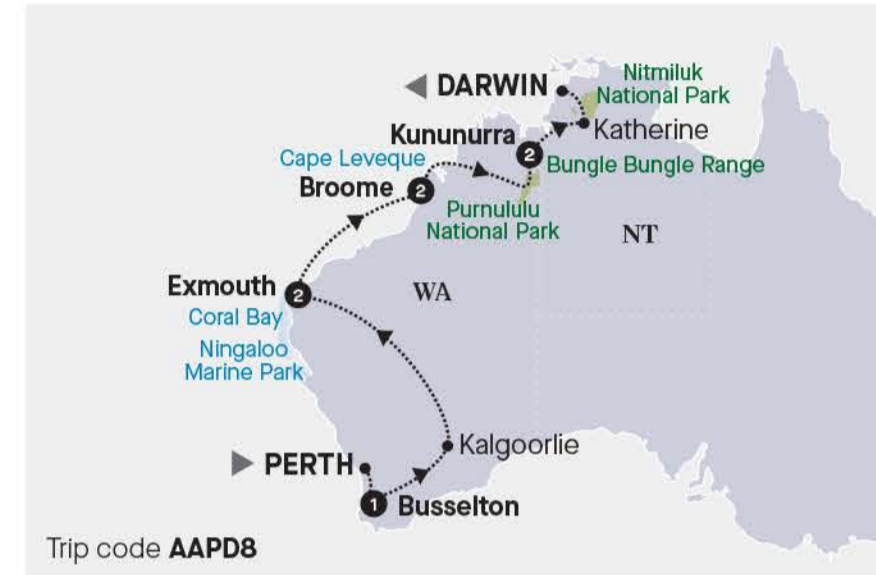 DARWIN
Nitmiluk
National Park
Kununurra
2
Katherine
Cape Leveque
Bungle Bungle Range
Broome
2
Purnululu
National Park
NT
Exmouth
2
WA
Coral Bay
Ningaloo
Marine Park
Kalgoorlie
PERTH
1
Busselton
Trip code AAPD8